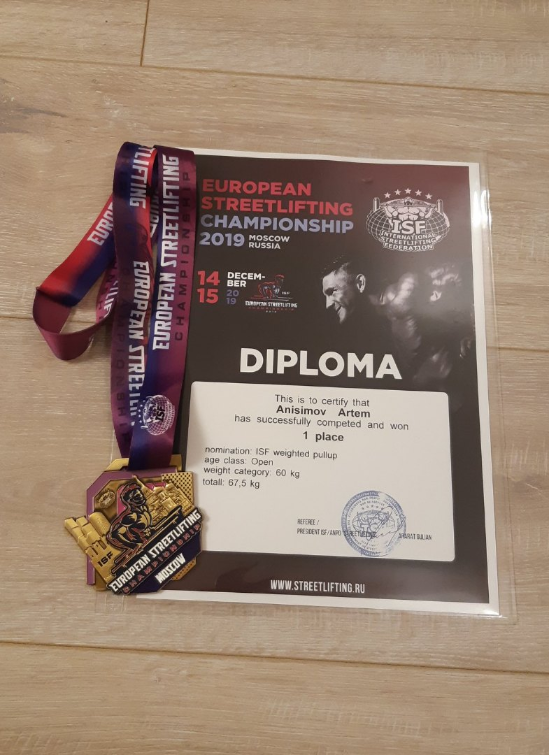 EUROPEAN
STREETLIFTING
CHAMPIONSHIP
2019 MOSCOW
RUSSIA
ISF
INTERNATIONAL
STREETLIFTING
FEDERATION
14
15
DECEM-
BER
20
19
EUROPEAN STREETLIFTING
CHAMPIONSHIP
DIPLOMA
This is to certify that
Anisimov Artem
has successfully competed and won
1 place
nomination: ISF weighted pullup
age class: Open
weight category: 60 kg
totall: 67,5 kg
REFEREE /
PRESIDENT ISF
WWW.STREETLIFTING.RU
EUROPEAN STREETLIFTING
CHAMPIONSHIP
ISF
EUROPEAN STREETLIFTING
CHAMPIONSHIP
MOSCOW